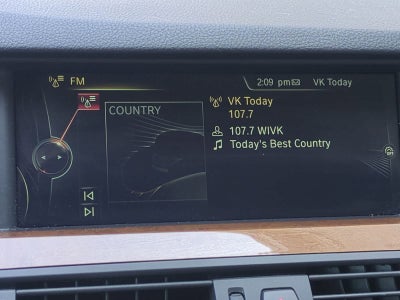 FM
2:09 pm
VK Today
COUNTRY
VK Today
107.7
107.7 WIVK
Today's Best Country